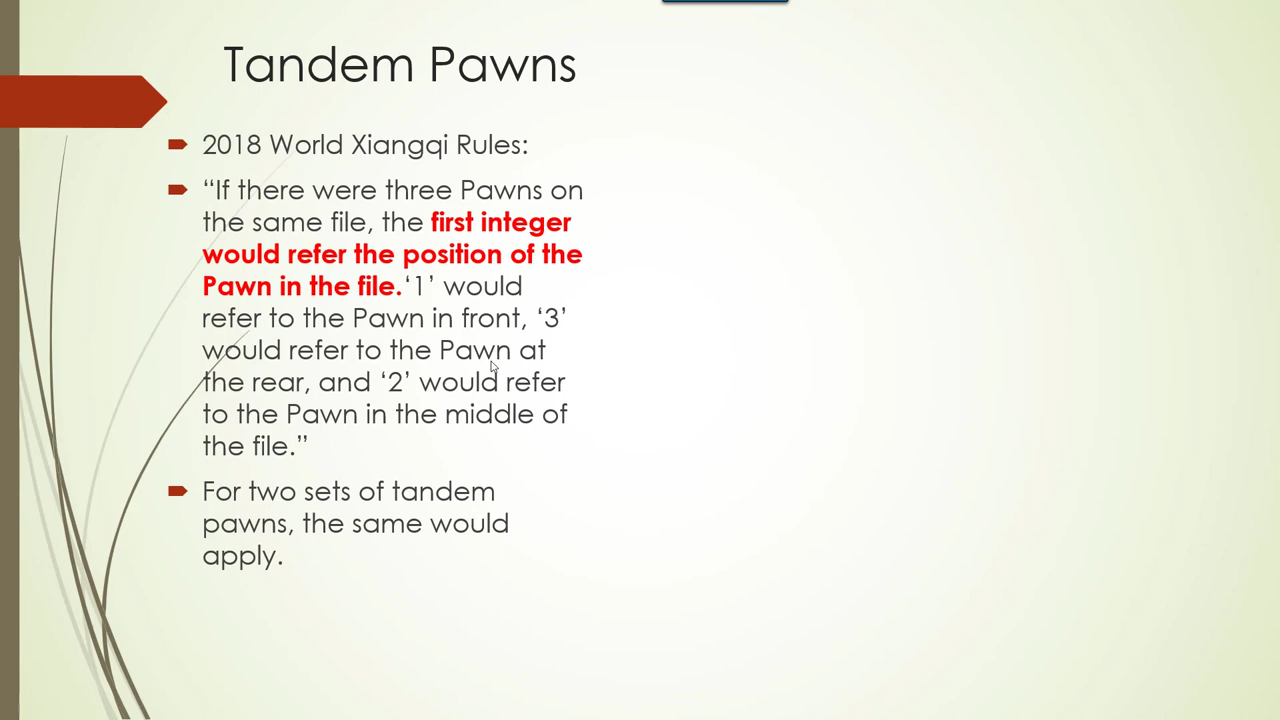 Tandem Pawns
2018 World Xiangqi Rules:
“If there were three Pawns on
the same file, the first integer
would refer the position of the
Pawn in the file.‘1’ would
refer to the Pawn in front, ‘3’
would refer to the Pawn at
the rear, and ‘2’ would refer
to the Pawn in the middle of
the file.”
For two sets of tandem
pawns, the same would
apply.